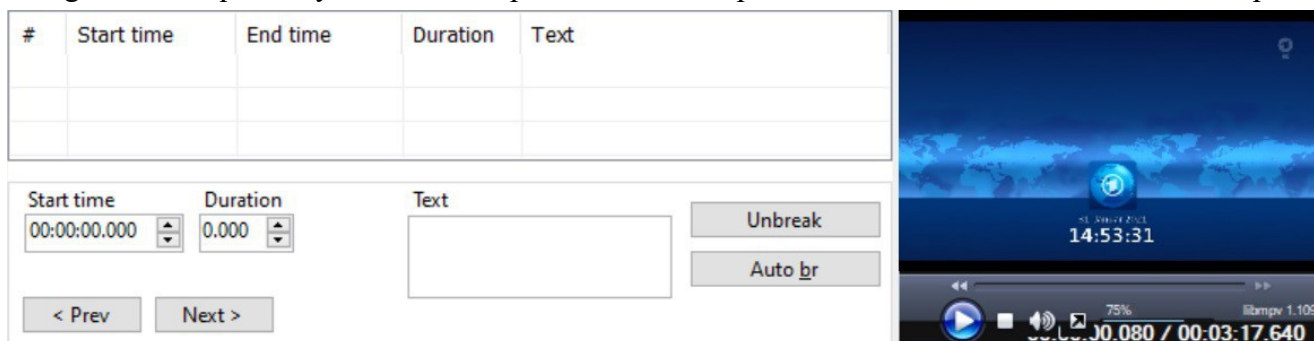 # Start time End time Duration Text
Start time Duration Text
00:00:00.000 0.000
Unbreak
Auto br
< Prev Next >
14:53:31
75% libmpv 1.109
00.080 / 00:03:17.640